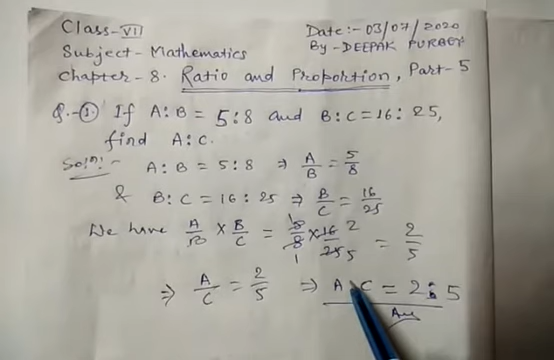 Class-VII Date:- 03/07/2020
Subject- Mathematics By - DEEPAK PURBEY
Chapter-8. Ratio and Proportion, Part-5
Q.-① If A:B = 5:8 and B:C = 16:25,
find A:C.
Soln:- A:B = 5:8 ⇒ A/B = 5/8
& B:C = 16:25 ⇒ B/C = 16/25
We have A/B × B/C = 5/8 × 16/25 = 2/5
⇒ A/C = 2/5 ⇒ A C = 2:5
Ans